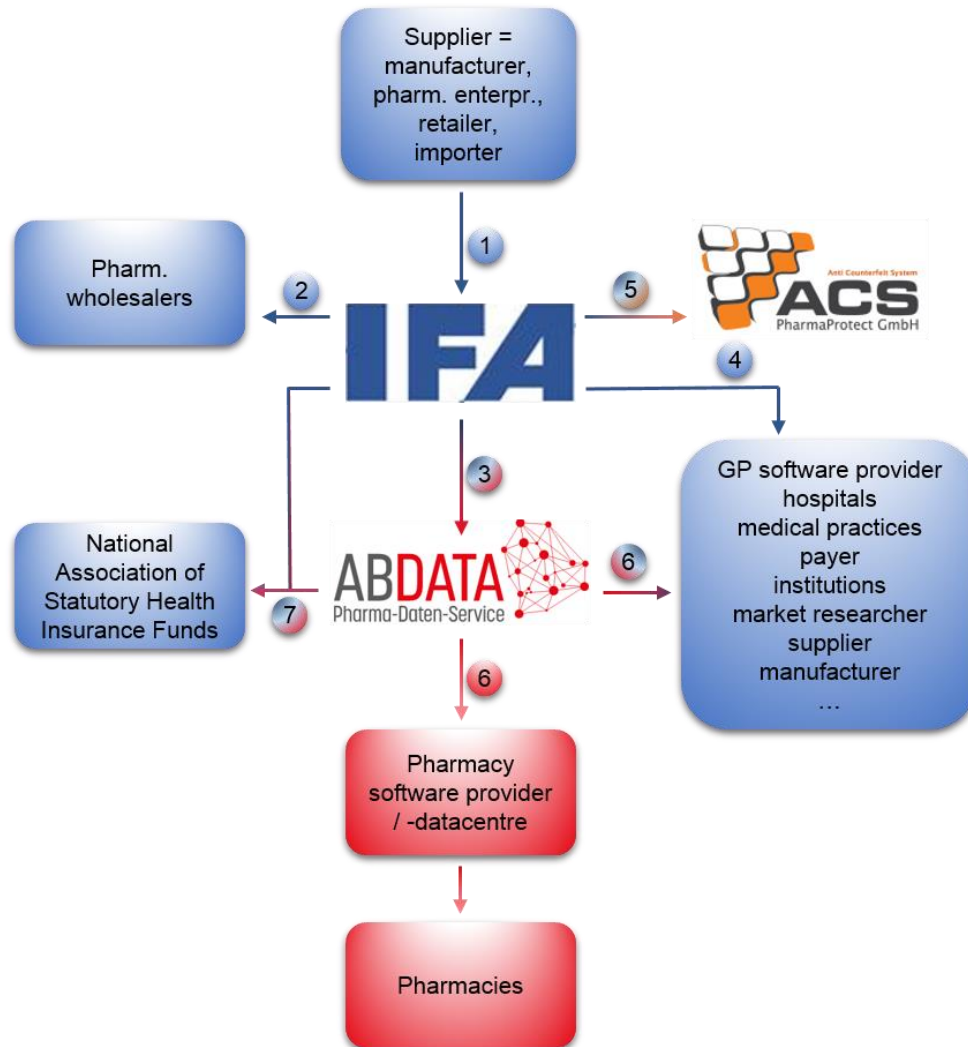 Supplier =
manufacturer,
pharm. enterpr.,
retailer,
importer
1
Pharm.
wholesalers
2
IFA
5
Anti Counterfeit System
ACS
PharmaProtect GmbH
4
3
GP software provider
hospitals
medical practices
payer
institutions
market researcher
supplier
manufacturer
…
National
Association of
Statutory Health
Insurance Funds
7
ABDATA
Pharma-Daten-Service
6
6
Pharmacy
software provider
/ -datacentre
Pharmacies